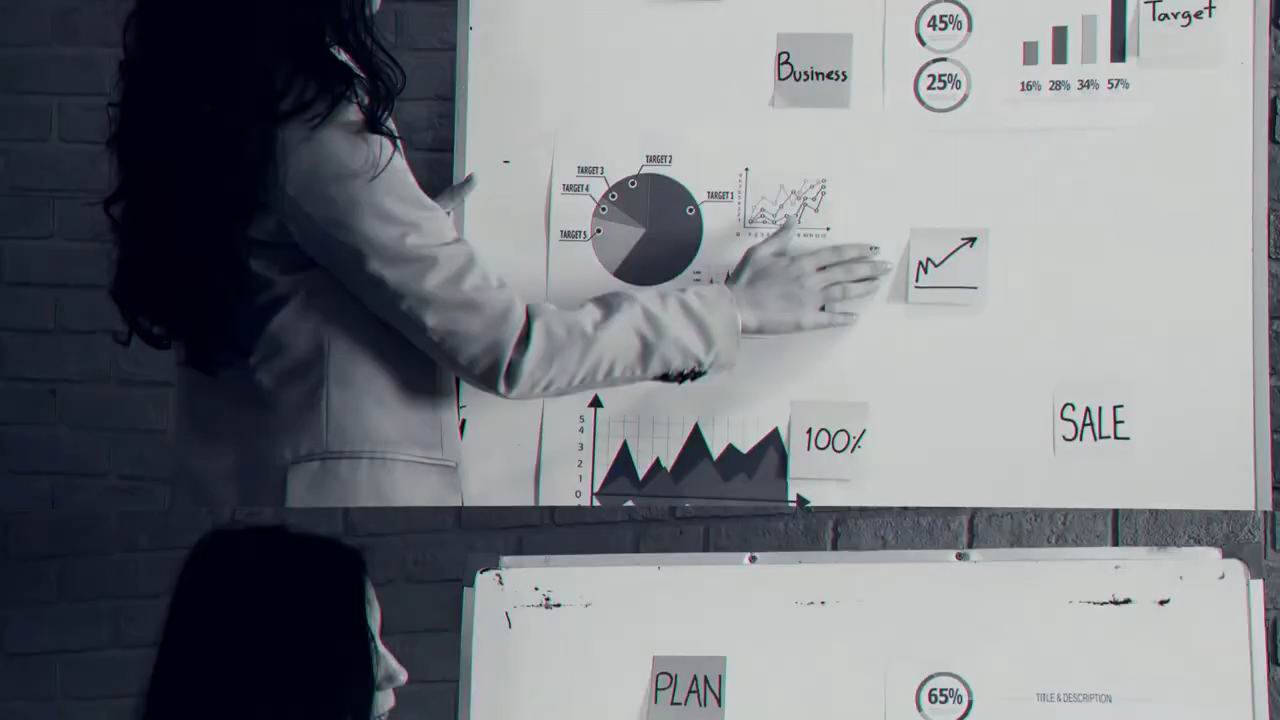 45%
Target
Business
25%
16% 28% 34% 57%
TARGET 2
TARGET 3
TARGET 4
TARGET 1
TARGET 5
5
4
3
2
1
0
100%
SALE
PLAN
65%
TITLE & DESCRIPTION